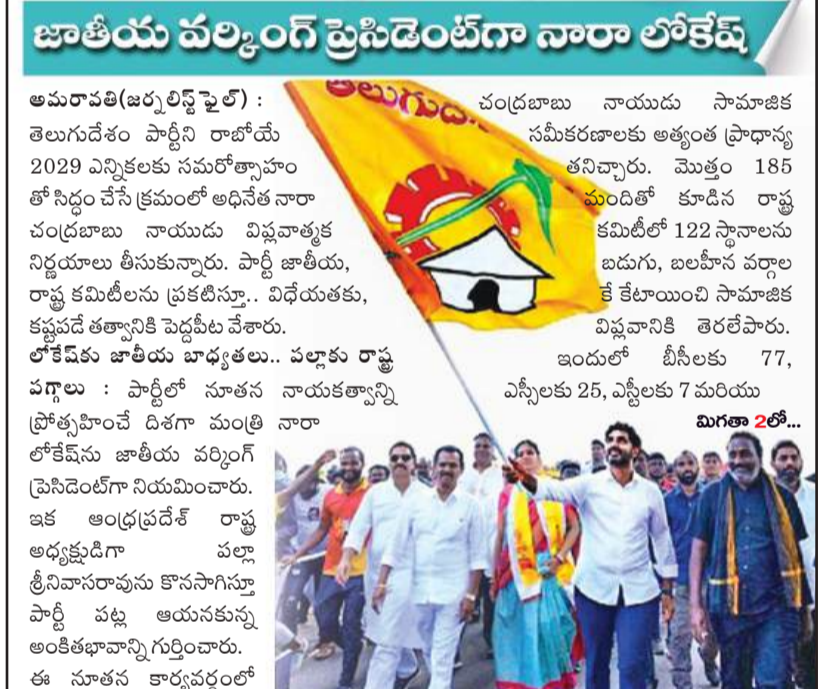 జాతీయ వర్కింగ్ ప్రెసిడెంట్‌గా నారా లోకేష్
అమరావతి(జర్నలిస్ట్ ఫైల్) :
తెలుగుదేశం పార్టీని రాబోయే
2029 ఎన్నికలకు సమరోత్సాహం
తో సిద్ధం చేసే క్రమంలో అధినేత నారా
చంద్రబాబు నాయుడు విప్లవాత్మక
నిర్ణయాలు తీసుకున్నారు. పార్టీ జాతీయ,
రాష్ట్ర కమిటీలను ప్రకటిస్తూ.. విధేయతకు,
కష్టపడే తత్వానికి పెద్దపీట వేశారు.
లోకేష్‌కు జాతీయ బాధ్యతలు.. పల్లాకు రాష్ట్ర
పగ్గాలు : పార్టీలో నూతన నాయకత్వాన్ని
ప్రోత్సహించే దిశగా మంత్రి నారా
లోకేష్‌ను జాతీయ వర్కింగ్
ప్రెసిడెంట్‌గా నియమించారు.
ఇక ఆంధ్రప్రదేశ్ రాష్ట్ర
అధ్యక్షుడిగా పల్లా
శ్రీనివాసరావును కొనసాగిస్తూ
పార్టీ పట్ల ఆయనకున్న
అంకితభావాన్ని గుర్తించారు.
ఈ నూతన కార్యవర్గంలో
తెలుగుదే
చంద్రబాబు నాయుడు సామాజిక
సమీకరణాలకు అత్యంత ప్రాధాన్య
తనిచ్చారు. మొత్తం 185
మందితో కూడిన రాష్ట్ర
కమిటీలో 122 స్థానాలను
బడుగు, బలహీన వర్గాల
కే కేటాయించి సామాజిక
విప్లవానికి తెరలేపారు.
ఇందులో బీసీలకు 77,
ఎస్సీలకు 25, ఎస్టీలకు 7 మరియు
మిగతా 2లో...